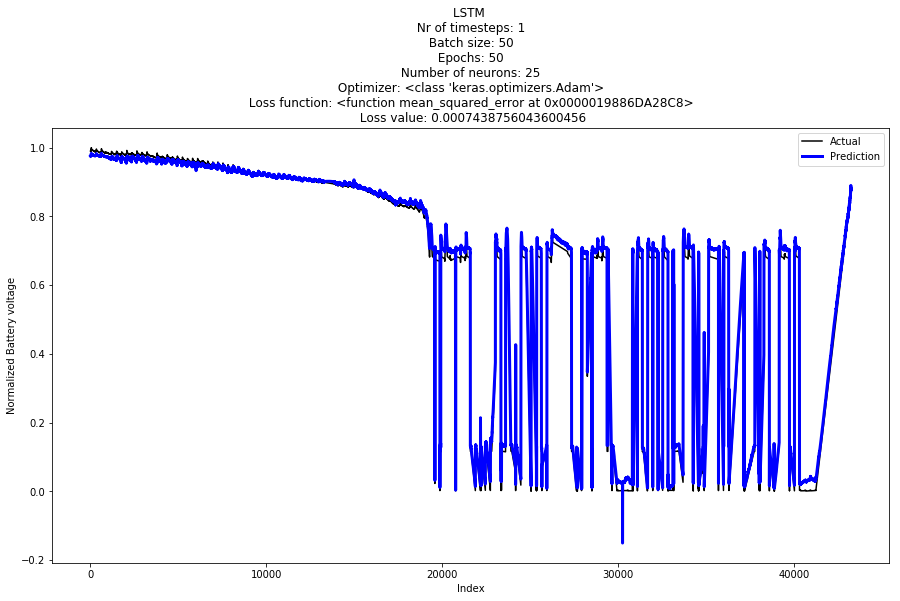 LSTM
Nr of timesteps: 1
Batch size: 50
Epochs: 50
Number of neurons: 25
Optimizer: <class 'keras.optimizers.Adam'>
Loss function: <function mean_squared_error at 0x0000019886DA28C8>
Loss value: 0.0007438756043600456
Actual
Prediction
1.0
0.8
0.6
0.4
0.2
0.0
−0.2
Normalized Battery voltage
0 10000 20000 30000 40000
Index